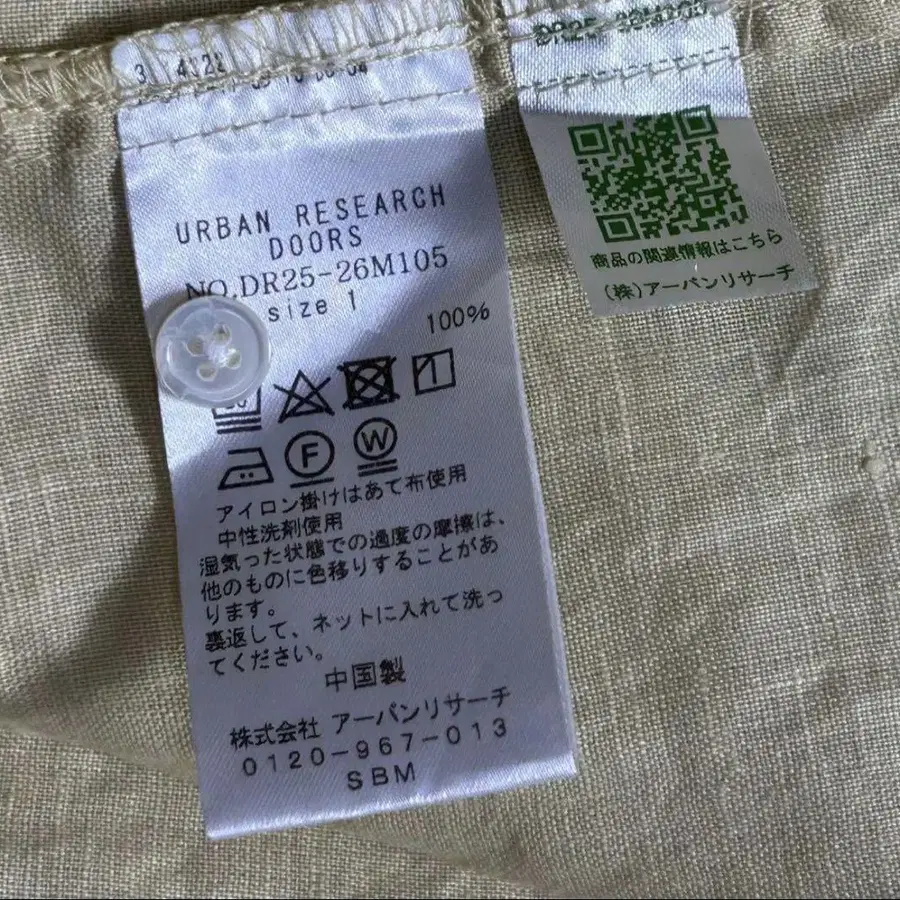 URBAN RESEARCH
DOORS
NO.DR25-26M105
size 1
100%
F
W
アイロン掛けはあて布使用
中性洗剤使用
湿気った状態での過度の摩擦は、
他のものに色移りすることがあ
ります。
裏返して、ネットに入れて洗っ
てください。
中国製
株式会社 アーバンリサーチ
0120-967-013
SBM
商品の関連情報はこちら
(株)アーバンリサーチ